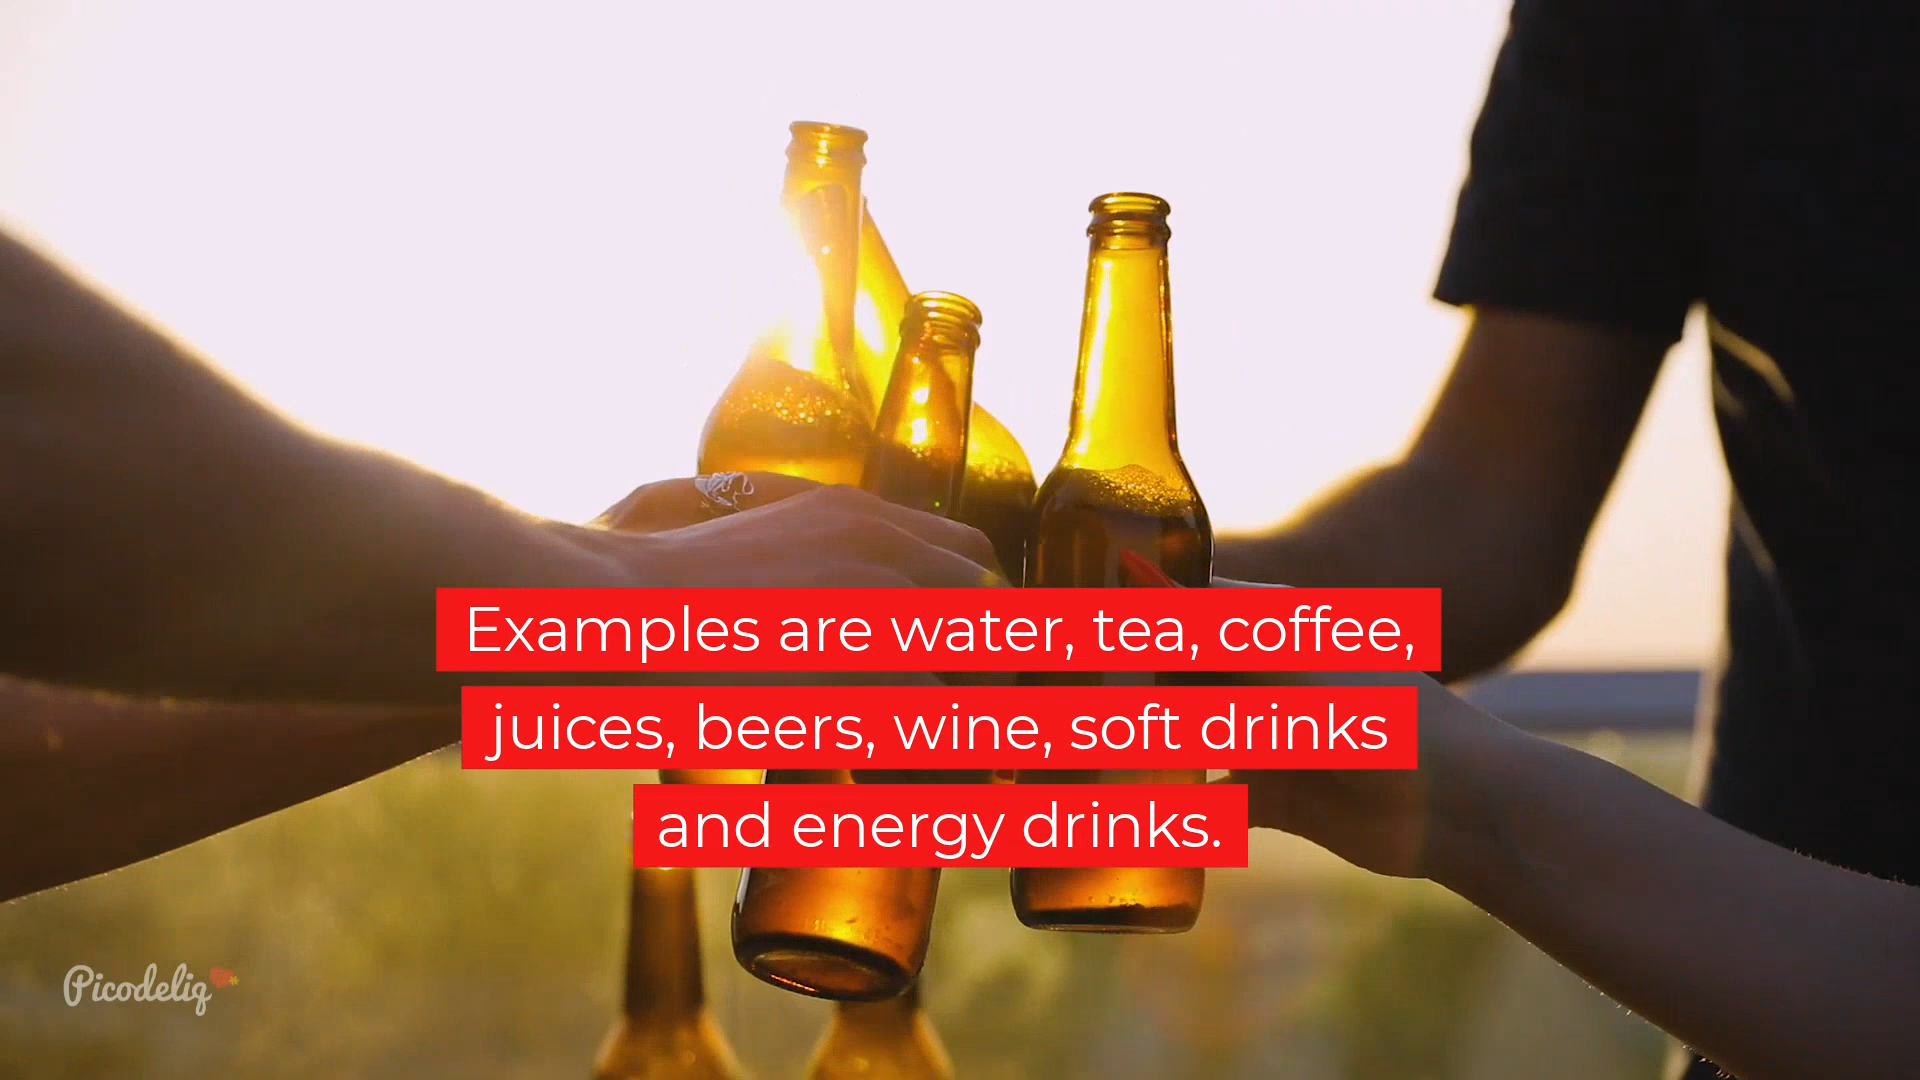 Examples are water, tea, coffee,
juices, beers, wine, soft drinks
and energy drinks.
Picodeliq